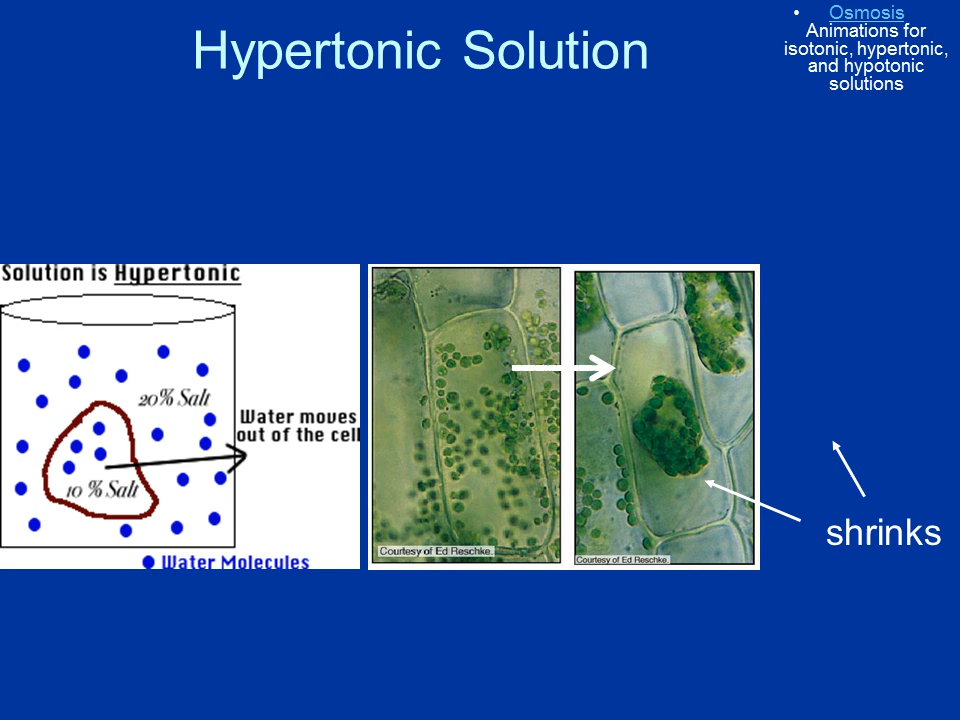 Hypertonic Solution
• Osmosis
Animations for
isotonic, hypertonic,
and hypotonic
solutions
Solution is Hypertonic
20% Salt
Water moves
out of the cell
10 % Salt
Water Molecules
Courtesy of Ed Reschke.
Courtesy of Ed Reschke.
shrinks